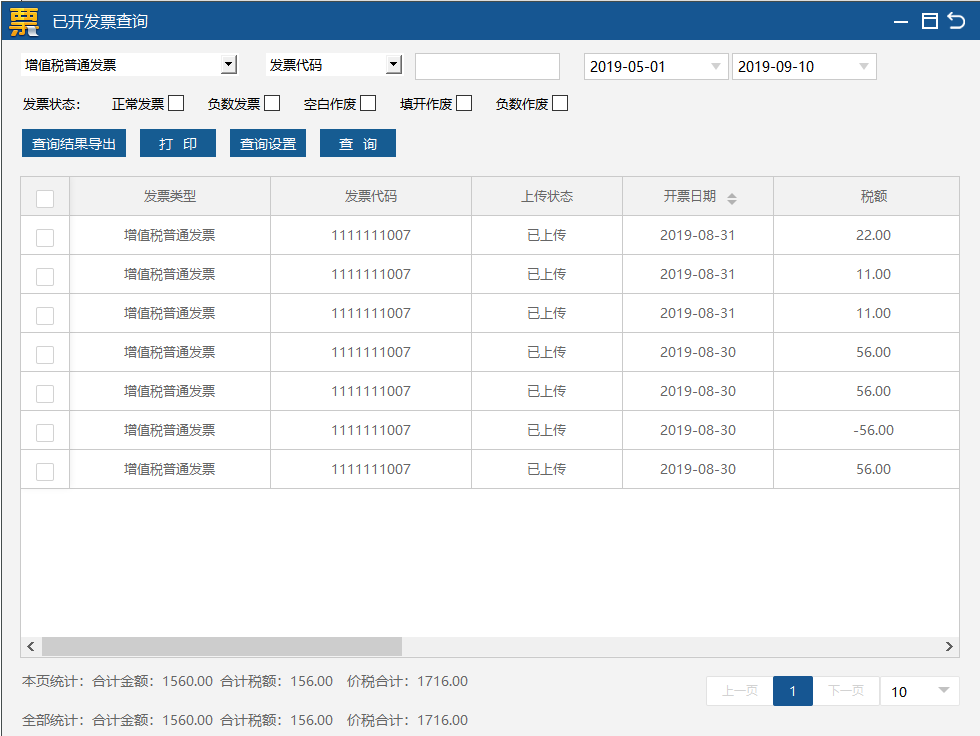 票 已开发票查询
增值税普通发票 发票代码 2019-05-01 2019-09-10
发票状态： 正常发票 负数发票 空白作废 填开作废 负数作废
查询结果导出 打 印 查询设置 查 询
发票类型 发票代码 上传状态 开票日期 税额
增值税普通发票 1111111007 已上传 2019-08-31 22.00
增值税普通发票 1111111007 已上传 2019-08-31 11.00
增值税普通发票 1111111007 已上传 2019-08-31 11.00
增值税普通发票 1111111007 已上传 2019-08-30 56.00
增值税普通发票 1111111007 已上传 2019-08-30 56.00
增值税普通发票 1111111007 已上传 2019-08-30 -56.00
增值税普通发票 1111111007 已上传 2019-08-30 56.00
本页统计：合计金额：1560.00 合计税额：156.00 价税合计：1716.00
上一页 1 下一页 10
全部统计：合计金额：1560.00 合计税额：156.00 价税合计：1716.00